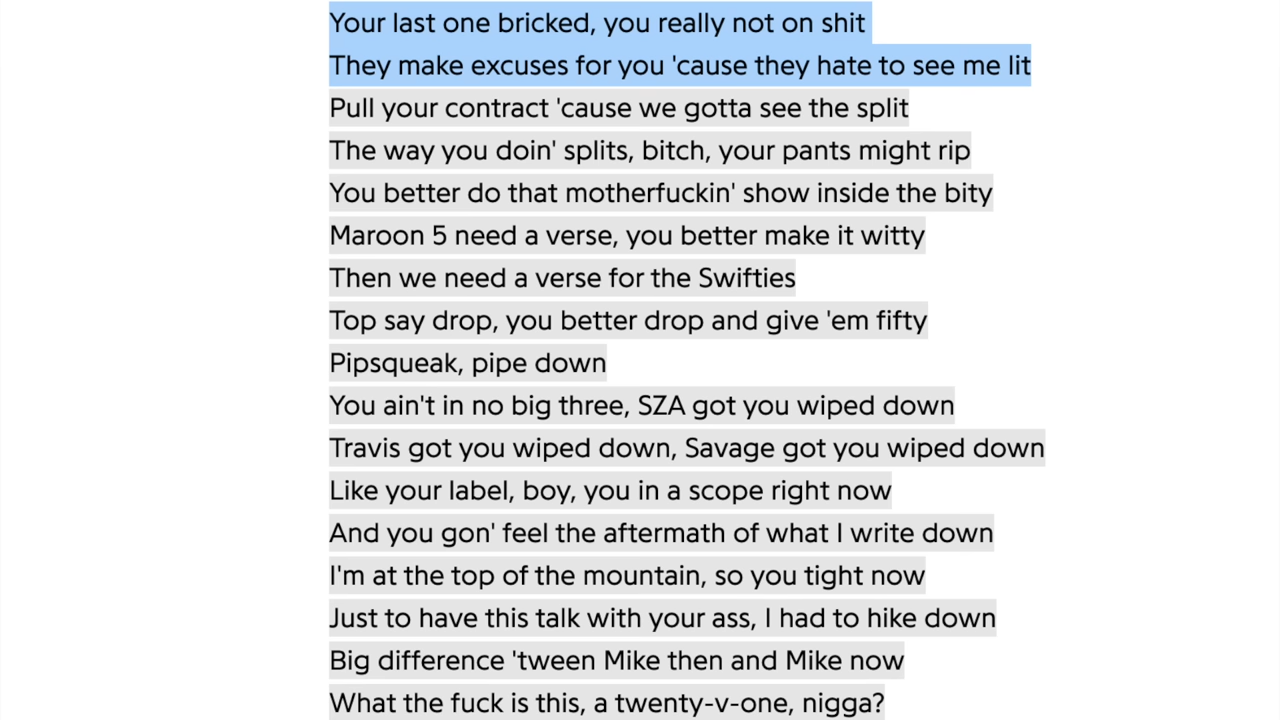 Your last one bricked, you really not on shit
They make excuses for you 'cause they hate to see me lit
Pull your contract 'cause we gotta see the split
The way you doin' splits, bitch, your pants might rip
You better do that motherfuckin' show inside the bity
Maroon 5 need a verse, you better make it witty
Then we need a verse for the Swifties
Top say drop, you better drop and give 'em fifty
Pipsqueak, pipe down
You ain't in no big three, SZA got you wiped down
Travis got you wiped down, Savage got you wiped down
Like your label, boy, you in a scope right now
And you gon' feel the aftermath of what I write down
I'm at the top of the mountain, so you tight now
Just to have this talk with your ass, I had to hike down
Big difference 'tween Mike then and Mike now
What the fuck is this, a twenty-v-one, nigga?